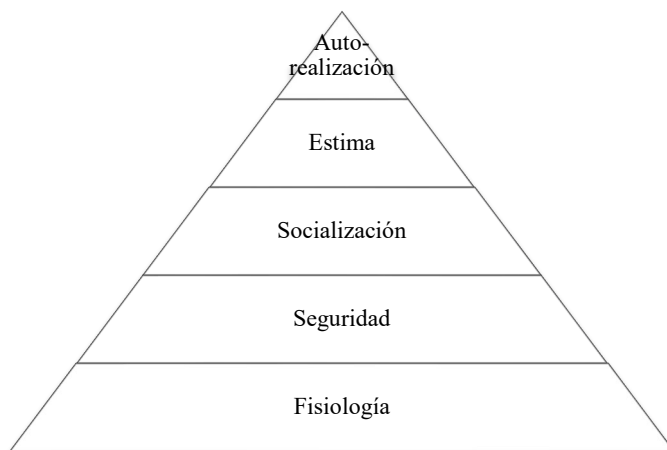 Auto-
realización
Estima
Socialización
Seguridad
Fisiología